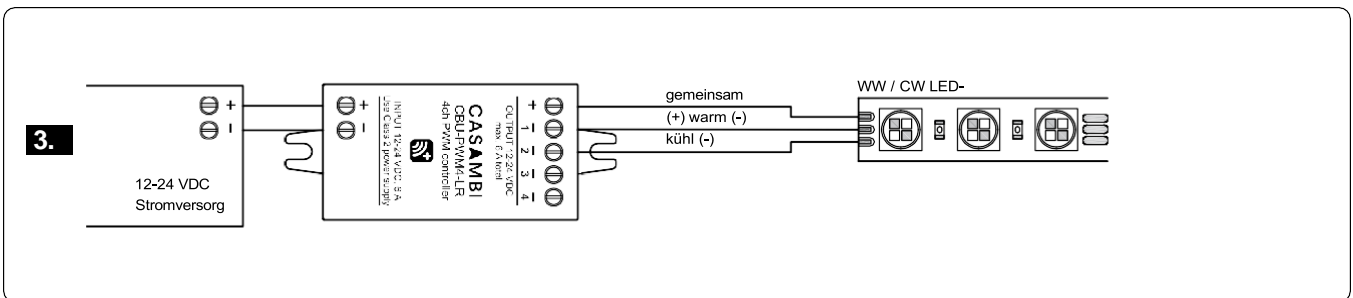 3.
+
−
12-24 VDC
Stromversorg
+
−
INPUT 12-24 VDC, 6 A
Use Class 2 power supply
CASAMBI
CBU-PWM4-LR
4ch PWM controller
OUTPUT 12-24 VDC
max. 6 A total
+
1 −
2 −
3 −
4 −
gemeinsam
(+) warm (-)
kühl (-)
WW / CW LED-